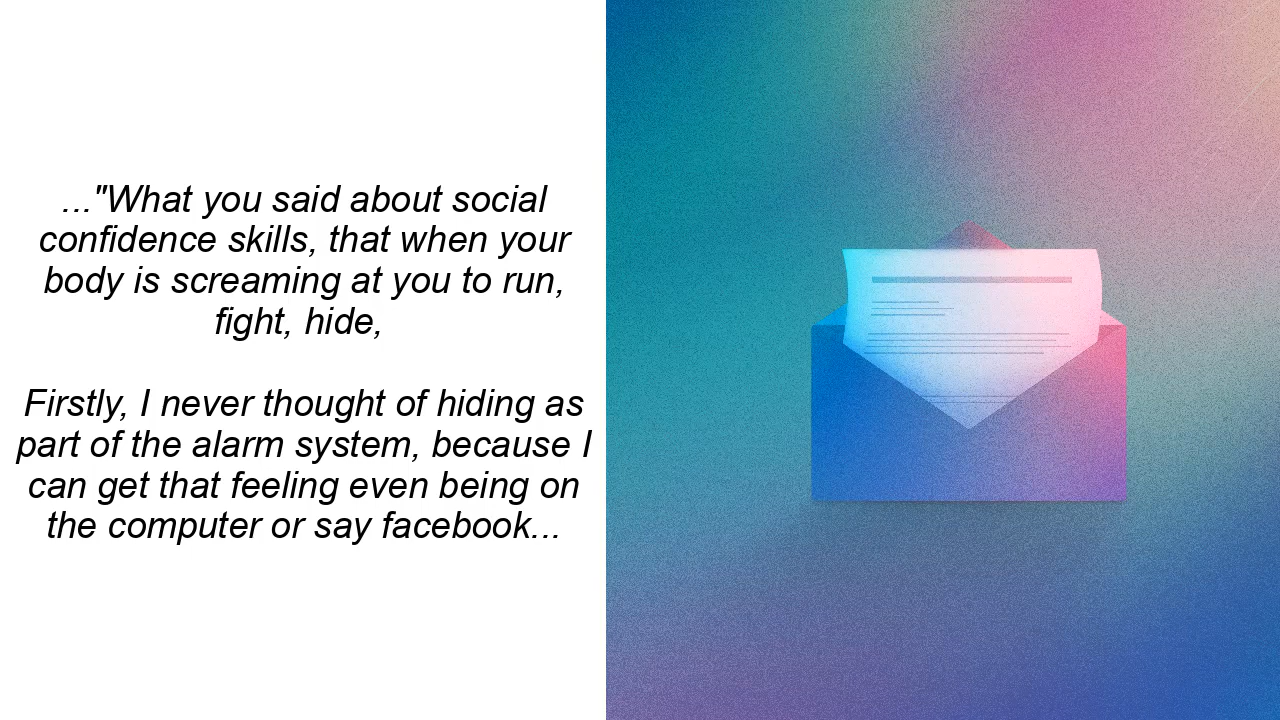 ..."What you said about social
confidence skills, that when your
body is screaming at you to run,
fight, hide,
Firstly, I never thought of hiding as
part of the alarm system, because I
can get that feeling even being on
the computer or say facebook...